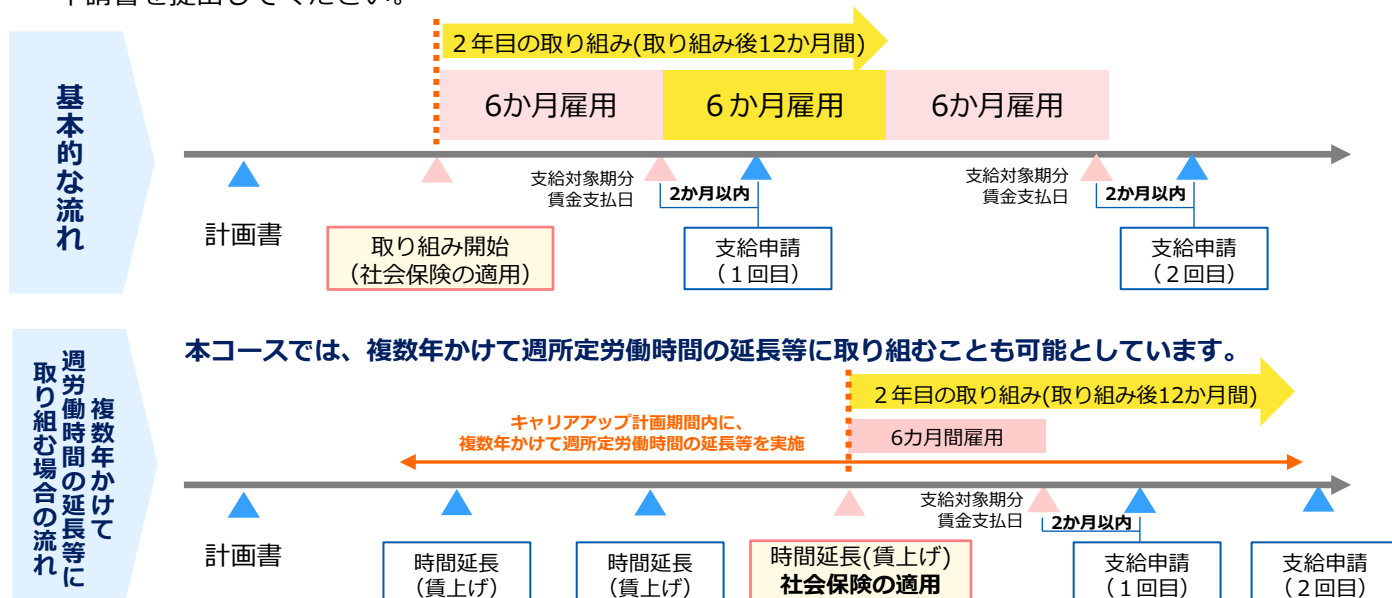 申請書を提出してください。
基本的な流れ
２年目の取り組み(取り組み後12か月間)
6か月雇用
６か月雇用
6か月雇用
支給対象期分
賃金支払日
2か月以内
支給対象期分
賃金支払日
2か月以内
計画書
取り組み開始
（社会保険の適用）
支給申請
（１回目）
支給申請
（２回目）
複数年かけて
週労働時間の延長等に
取り組む場合の流れ
本コースでは、複数年かけて週所定労働時間の延長等に取り組むことも可能としています。
２年目の取り組み(取り組み後12か月間)
キャリアアップ計画期間内に、
複数年かけて週所定労働時間の延長等を実施
6カ月間雇用
支給対象期分
賃金支払日
2か月以内
計画書
時間延長
（賃上げ）
時間延長
（賃上げ）
時間延長(賃上げ)
社会保険の適用
支給申請
（１回目）
支給申請
（２回目）